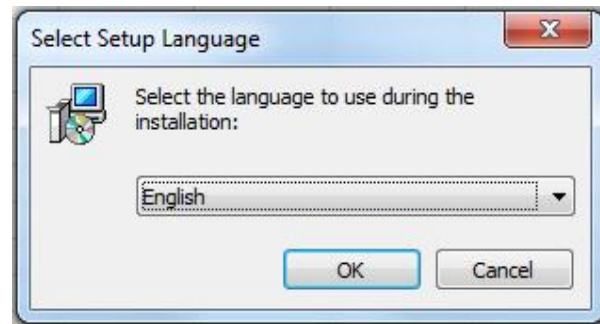 Select Setup Language
Select the language to use during the
installation:
English
OK
Cancel